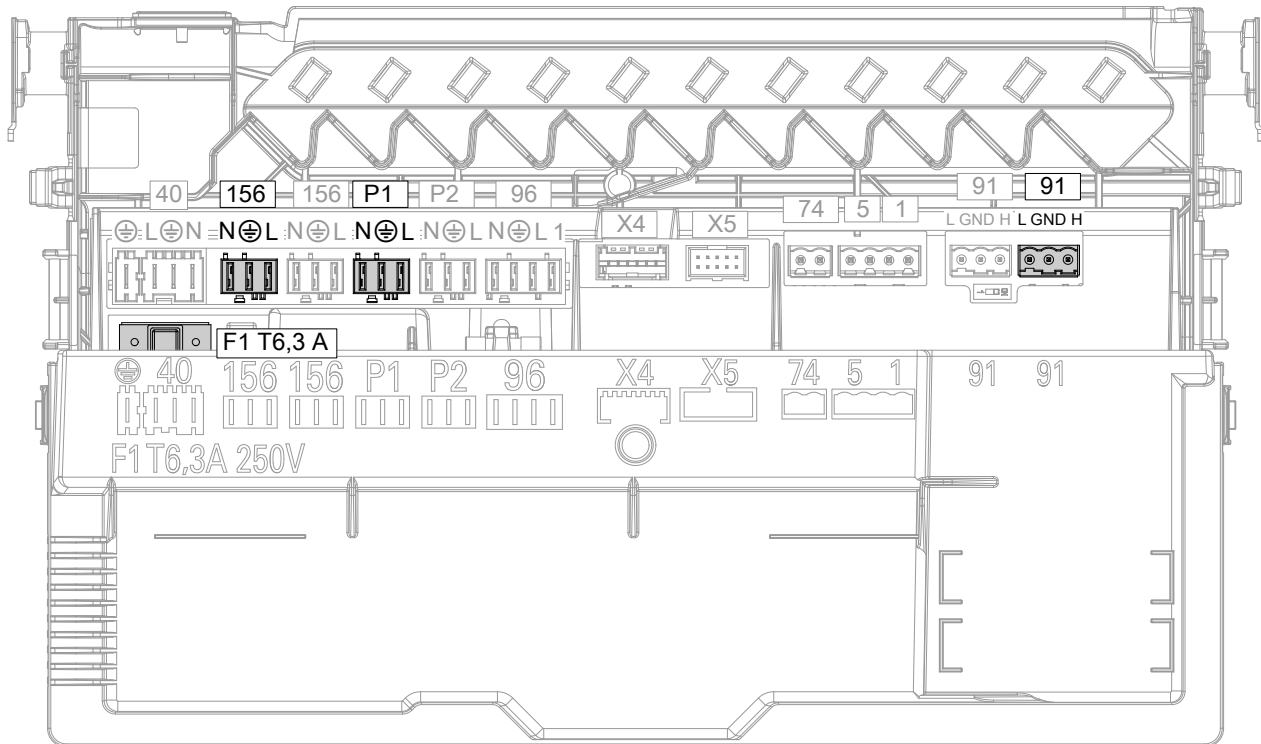 40 156 156 P1 P2 96 91 91
X4 X5 74 5 1
L GND H L GND H
L N N L N L N L N L N L 1
F1 T6,3 A
40 156 156 P1 P2 96 X4 X5 74 5 1 91 91
F1 T6,3A 250V